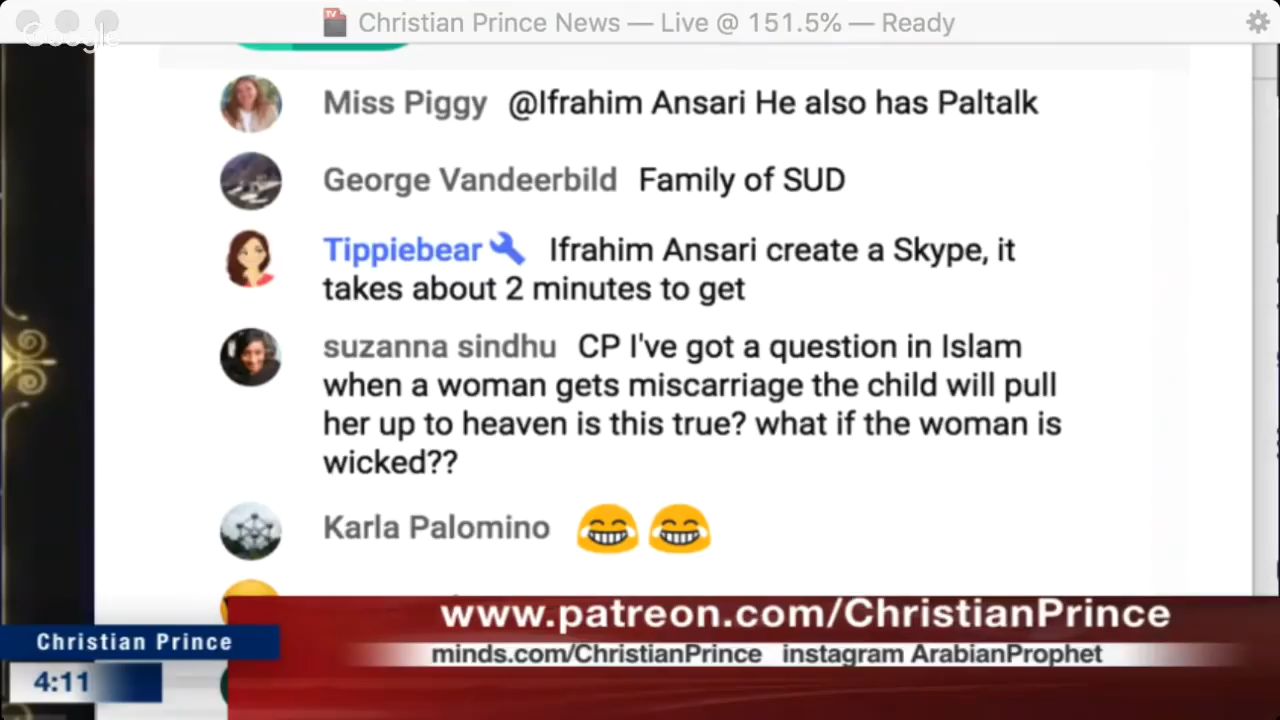 Christian Prince News — Live @ 151.5% — Ready
Google
TV
Miss Piggy @Ifrahim Ansari He also has Paltalk
George Vandeerbild Family of SUD
Tippiebear Ifrahim Ansari create a Skype, it
takes about 2 minutes to get
suzanna sindhu CP I've got a question in Islam
when a woman gets miscarriage the child will pull
her up to heaven is this true? what if the woman is
wicked??
Karla Palomino 😂😂
www.patreon.com/ChristianPrince
Christian Prince
minds.com/ChristianPrince instagram ArabianProphet
4:11